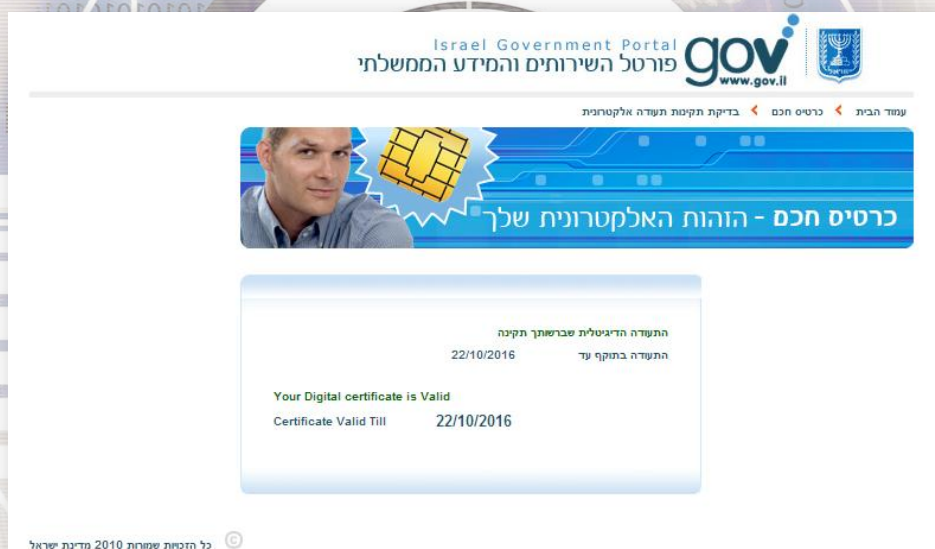 Israel Government Portal
פורטל השירותים והמידע הממשלתי
gov
www.gov.il
עמוד הבית › כרטיס חכם › בדיקת תקינות תעודה אלקטרונית
כרטיס חכם - הזהות האלקטרונית שלך
התעודה הדיגיטלית שברשותך תקינה
התעודה בתוקף עד 22/10/2016
Your Digital certificate is Valid
Certificate Valid Till 22/10/2016
© כל הזכויות שמורות 2010 מדינת ישראל